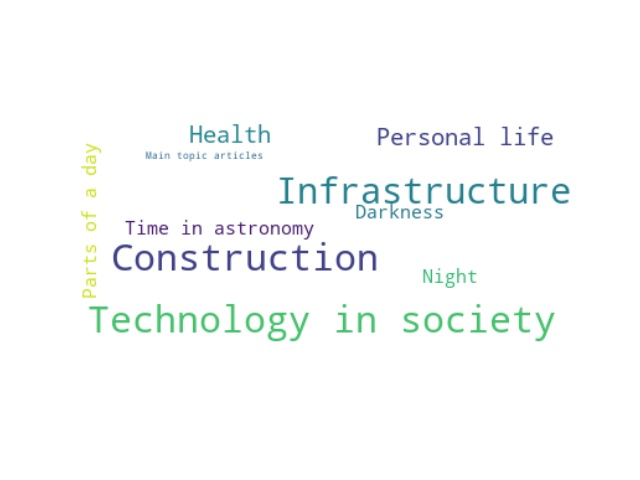 Health
Personal life
Main topic articles
Parts of a day
Infrastructure
Darkness
Time in astronomy
Construction
Night
Technology in society